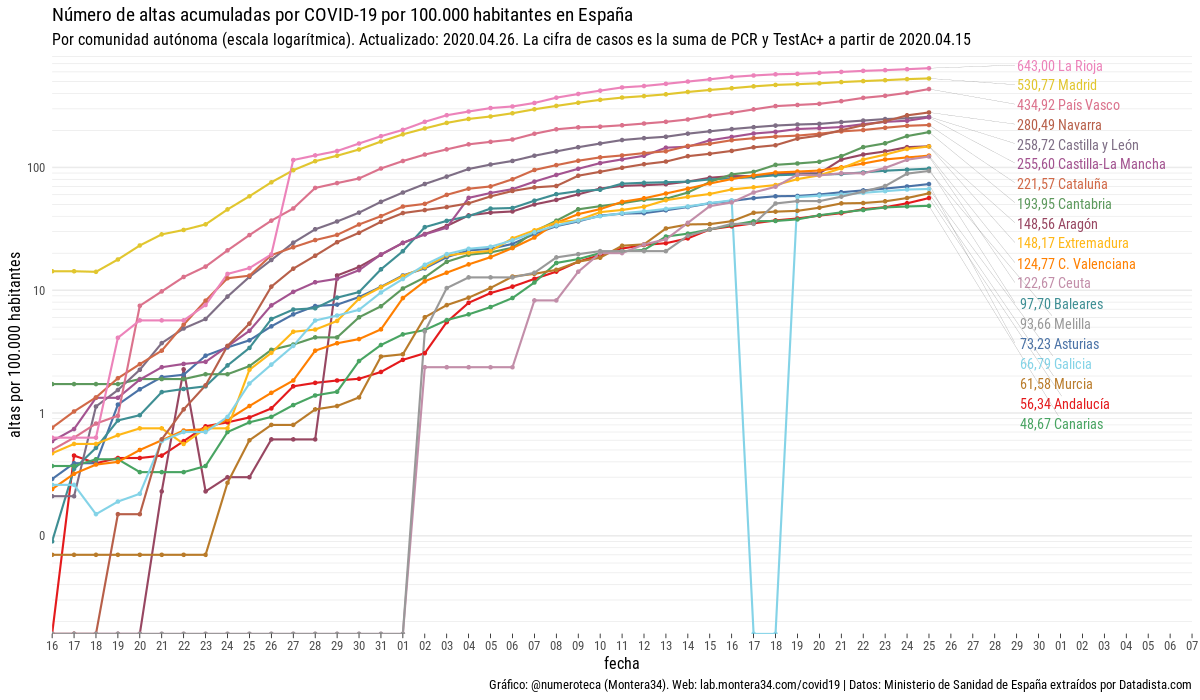 Número de altas acumuladas por COVID-19 por 100.000 habitantes en España
Por comunidad autónoma (escala logarítmica). Actualizado: 2020.04.26. La cifra de casos es la suma de PCR y TestAc+ a partir de 2020.04.15
643,00 La Rioja
530,77 Madrid
434,92 País Vasco
280,49 Navarra
258,72 Castilla y León
255,60 Castilla-La Mancha
221,57 Cataluña
193,95 Cantabria
148,56 Aragón
148,17 Extremadura
124,77 C. Valenciana
122,67 Ceuta
97,70 Baleares
93,66 Melilla
73,23 Asturias
66,79 Galicia
61,58 Murcia
56,34 Andalucía
48,67 Canarias
altas por 100.000 habitantes
100
10
1
0
16 17 18 19 20 21 22 23 24 25 26 27 28 29 30 31 01 02 03 04 05 06 07 08 09 10 11 12 13 14 15 16 17 18 19 20 21 22 23 24 25 26 27 28 29 30 01 02 03 04 05 06 07
fecha
Gráfico: @numeroteca (Montera34). Web: lab.montera34.com/covid19 | Datos: Ministerio de Sanidad de España extraídos por Datadista.com